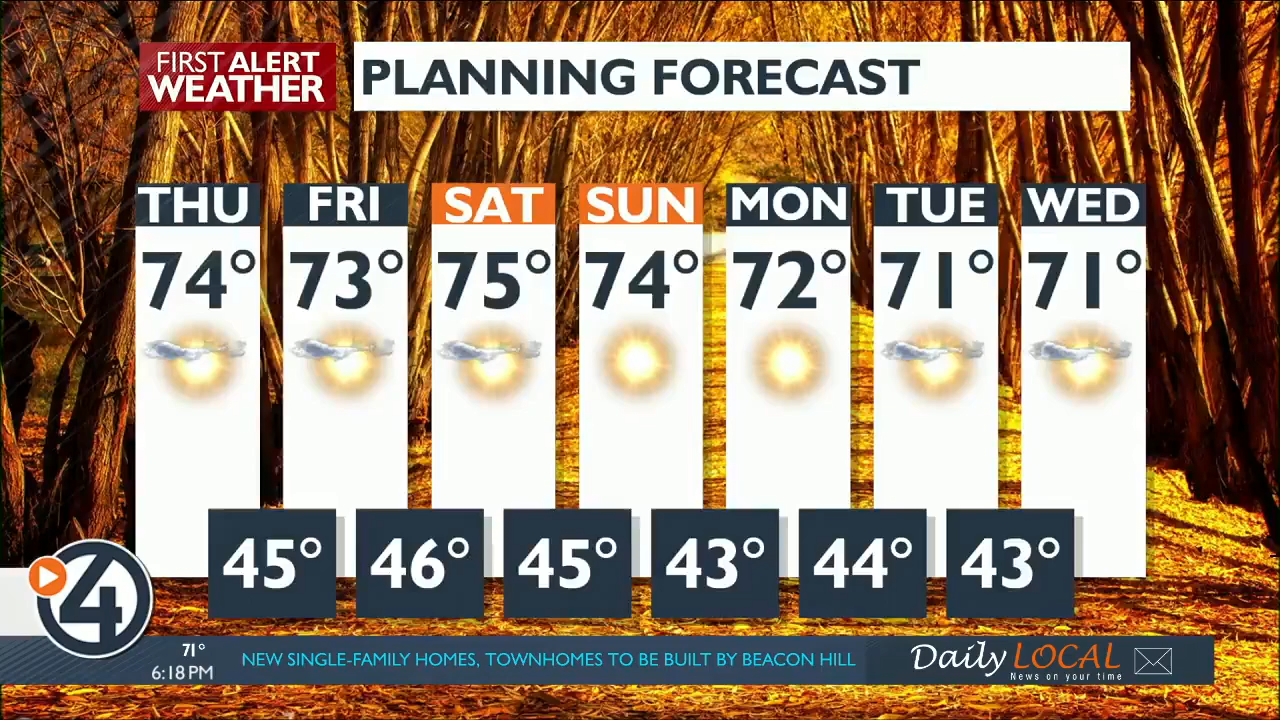 FIRST ALERT
WEATHER
PLANNING FORECAST
THU FRI SAT SUN MON TUE WED
74° 73° 75° 74° 72° 71° 71°
45° 46° 45° 43° 44° 43°
4
71°
6:18 PM
NEW SINGLE-FAMILY HOMES, TOWNHOMES TO BE BUILT BY BEACON HILL
Daily LOCAL
News on your time